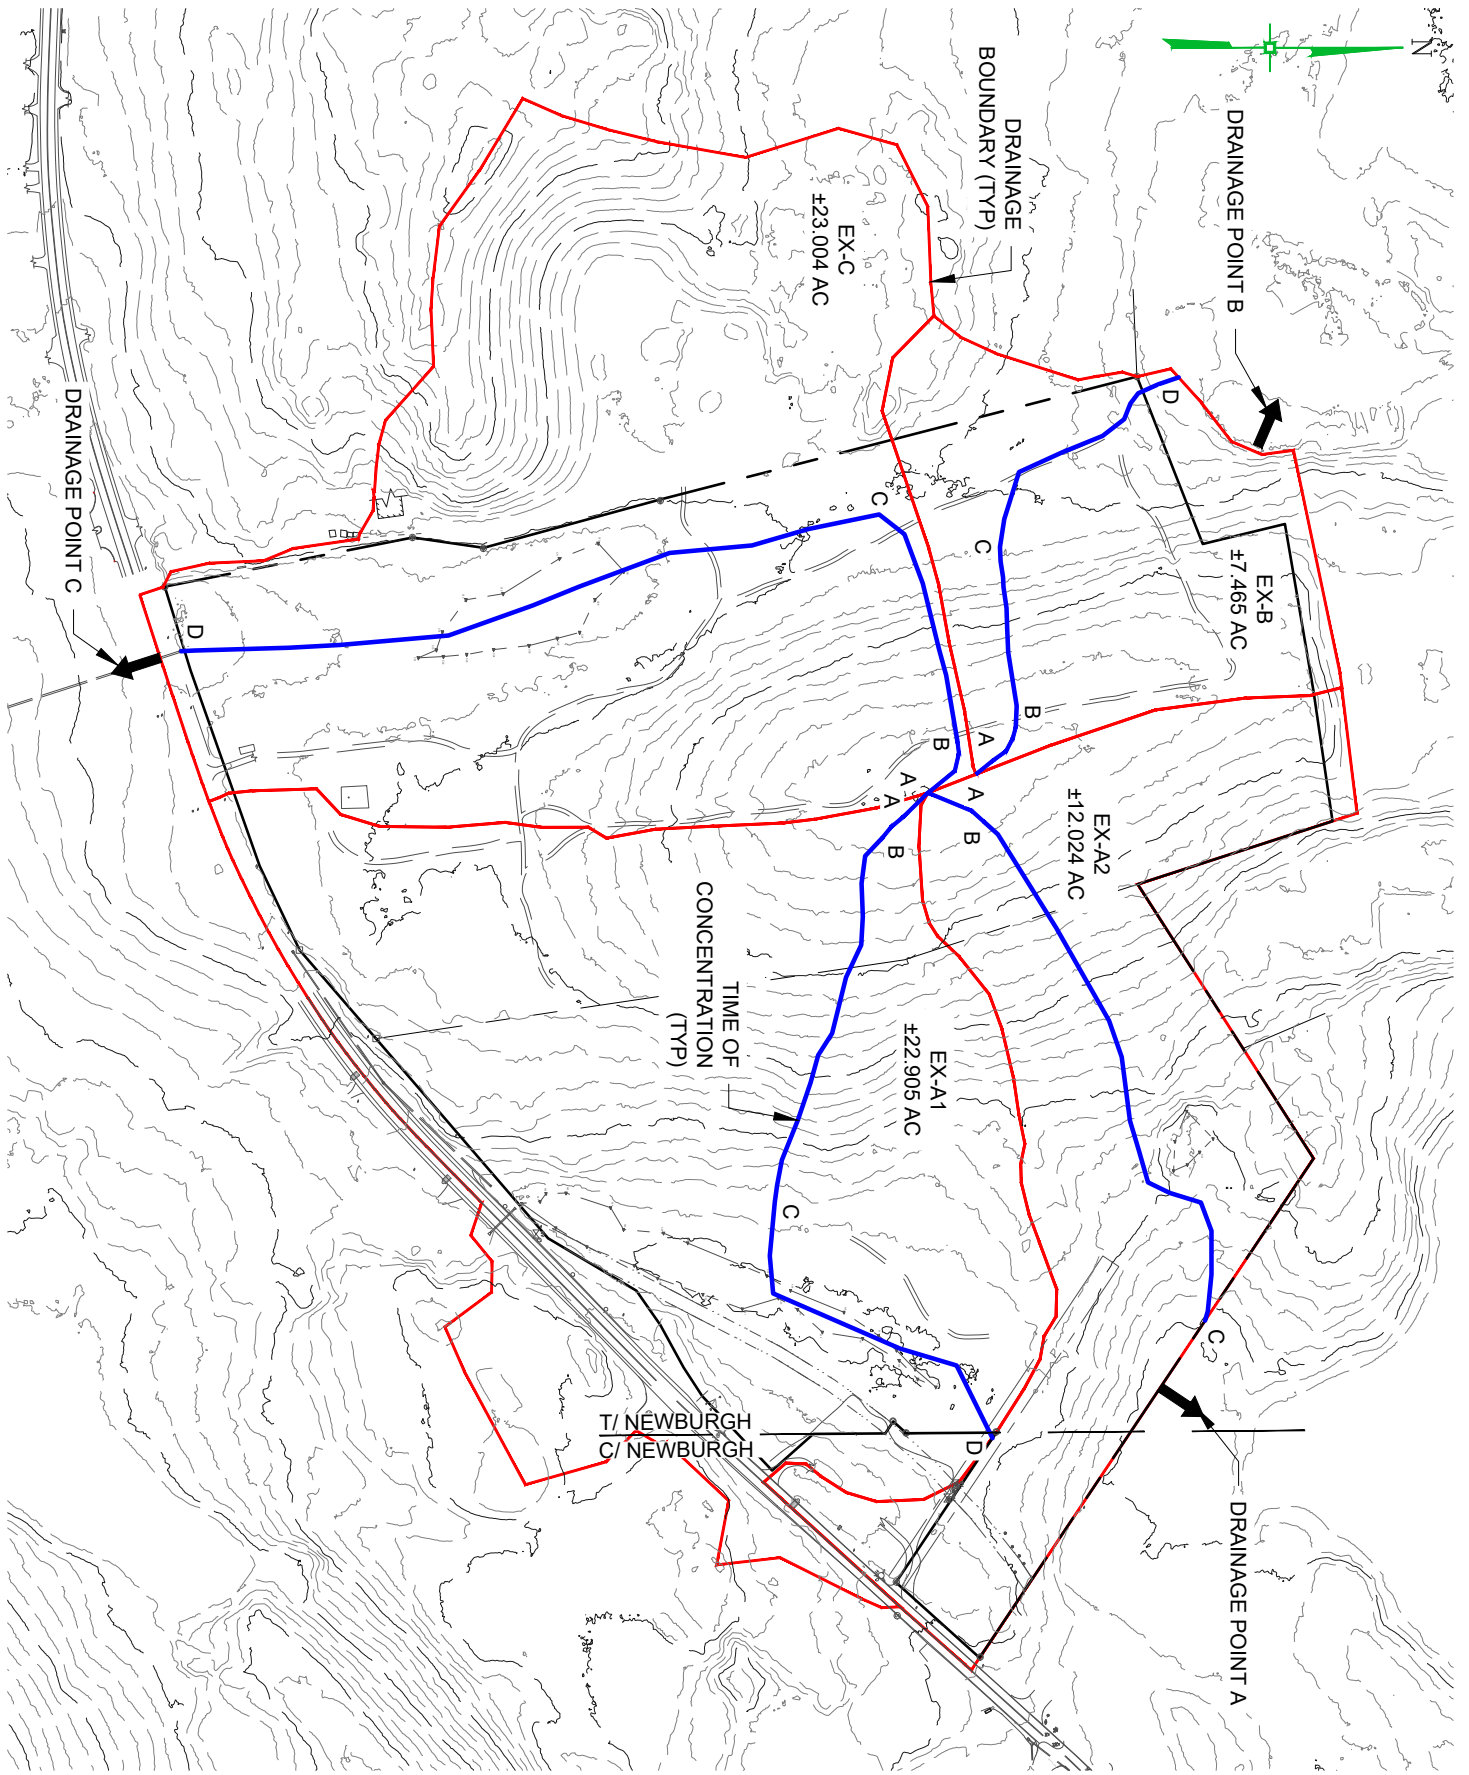 N
DRAINAGE POINT B
DRAINAGE
BOUNDARY (TYP)
EX-C
±23.004 AC
EX-B
±7.465 AC
DRAINAGE POINT C
D
C
C
D
B
A
B
A
A
A
B
B
EX-A2
±12.024 AC
TIME OF
CONCENTRATION
(TYP)
EX-A1
±22.905 AC
C
C
D
T/ NEWBURGH
C/ NEWBURGH
DRAINAGE POINT A